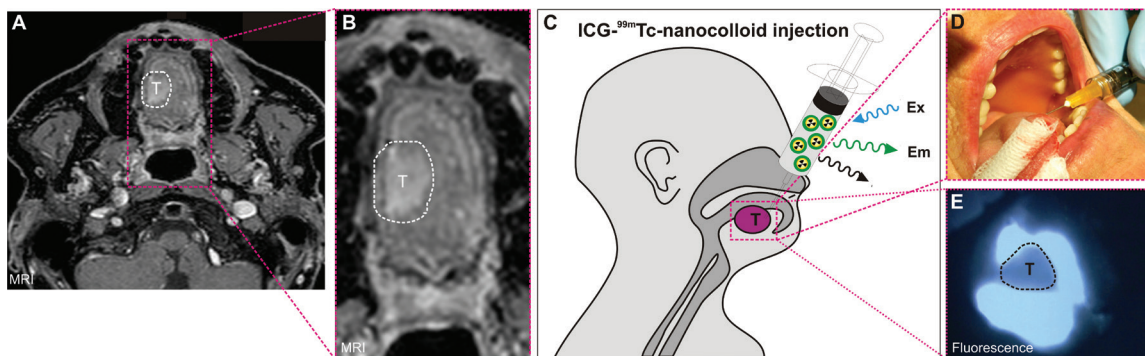 A
T
MRI
B
T
MRI
C
ICG-⁹⁹ᵐTc-nanocolloid injection
Ex
Em
T
D
E
T
Fluorescence